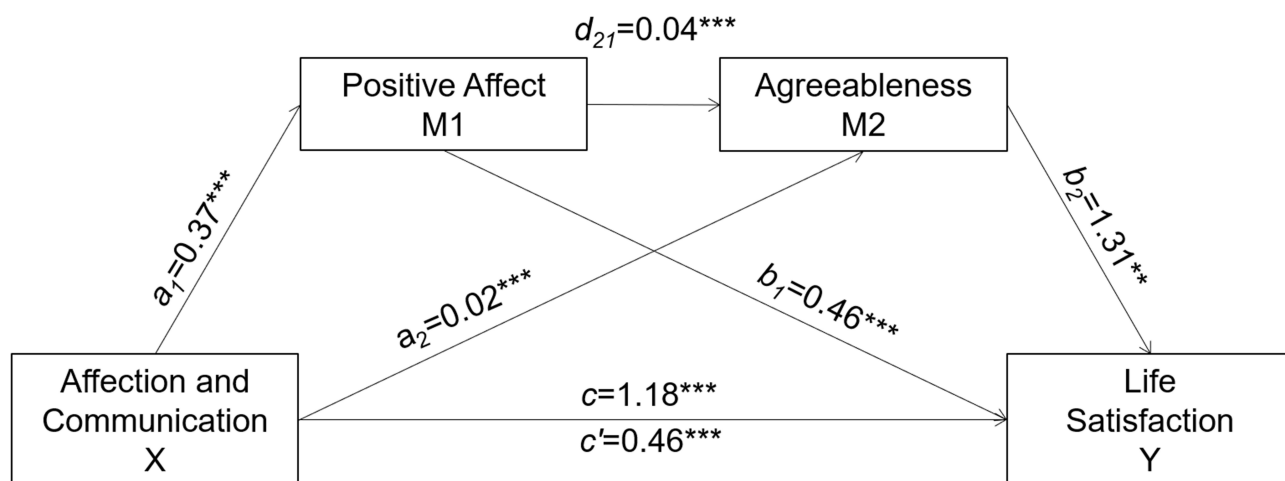 d21=0.04***
Positive Affect
M1
Agreeableness
M2
a1=0.37***
a2=0.02***
b1=0.46***
b2=1.31**
Affection and
Communication
X
c=1.18***
c'=0.46***
Life
Satisfaction
Y